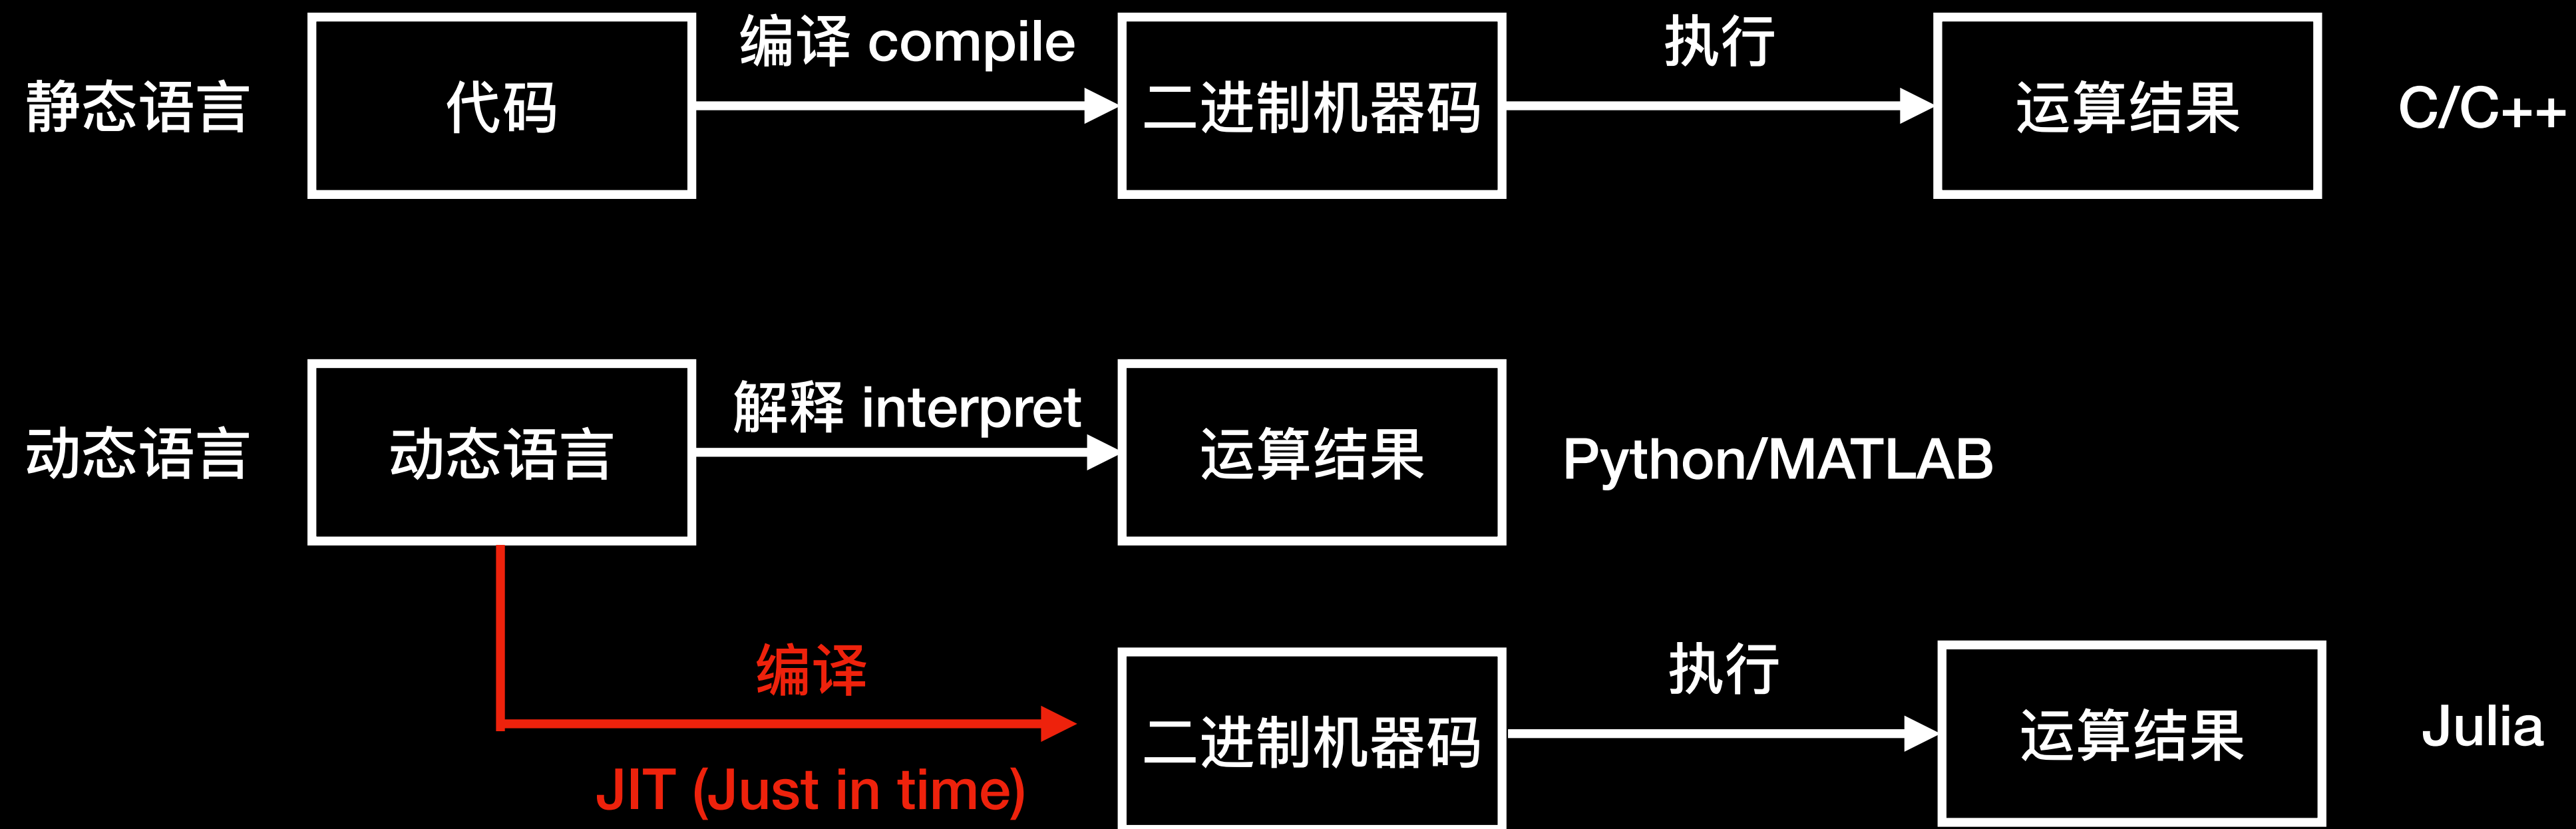 静态语言
代码
编译 compile
二进制机器码
执行
运算结果
C/C++
动态语言
动态语言
解释 interpret
运算结果
Python/MATLAB
编译
JIT (Just in time)
二进制机器码
执行
运算结果
Julia